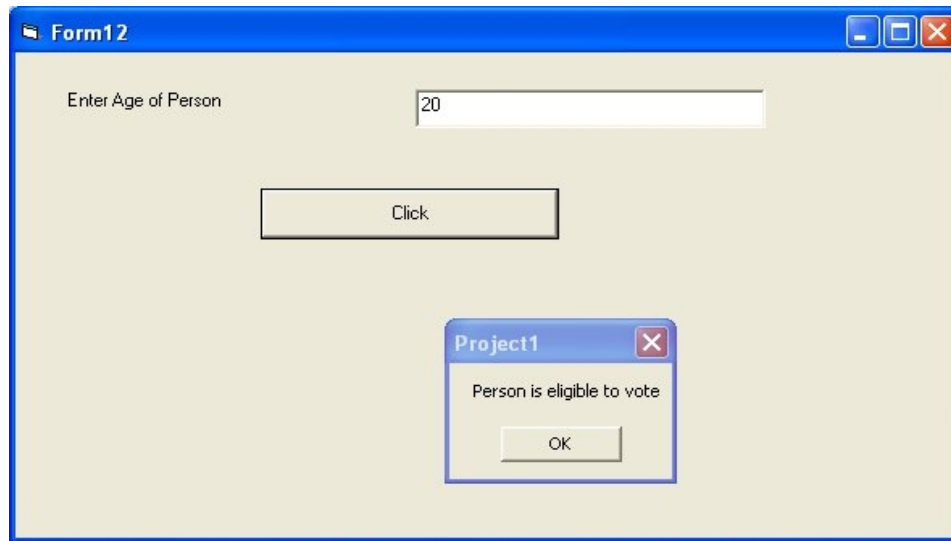 Form12
Enter Age of Person
20
Click
Project1
Person is eligible to vote
OK